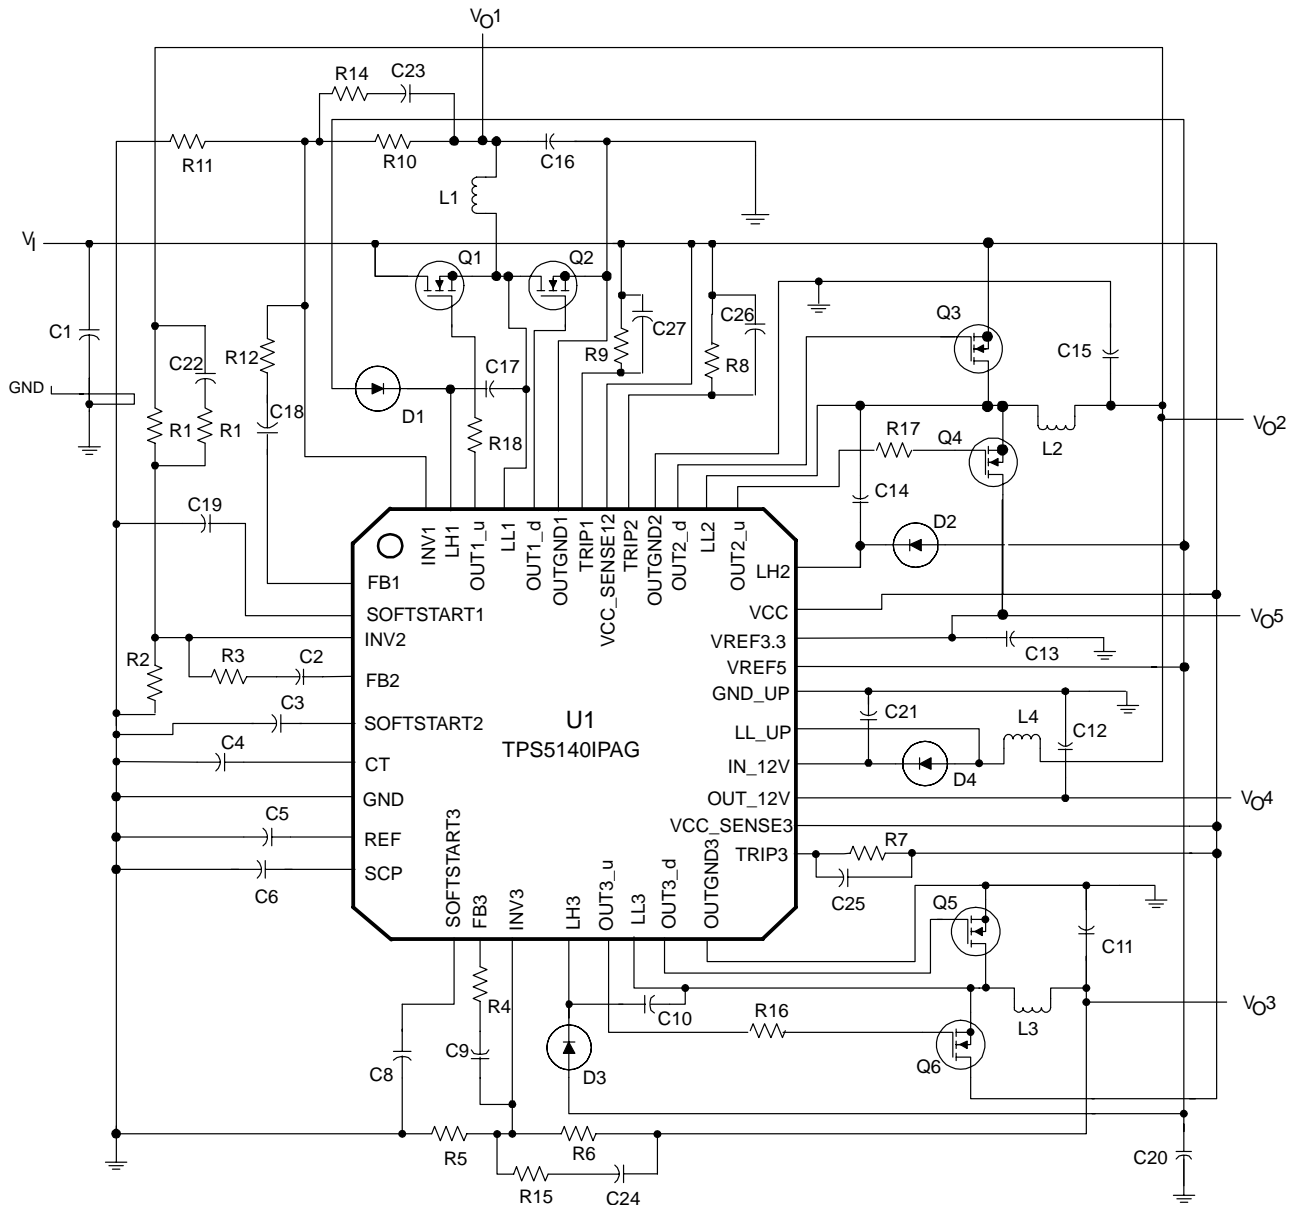 VO1
R14
C23
R11
R10
C16
L1
VI
Q1
Q2
C1
GND
C22
R1
R1
R12
C18
D1
C17
R18
R9
C27
C26
R8
Q3
C15
R17
Q4
L2
VO2
C14
D2
C19
INV1
LH1
OUT1_u
LL1
OUT1_d
OUTGND1
TRIP1
VCC_SENSE12
TRIP2
OUTGND2
OUT2_d
LL2
OUT2_u
FB1
SOFTSTART1
INV2
FB2
SOFTSTART2
CT
GND
REF
SCP
LH2
VCC
VREF3.3
VREF5
GND_UP
LL_UP
IN_12V
OUT_12V
VCC_SENSE3
TRIP3
U1
TPS5140IPAG
R2
R3
C2
C3
C4
C5
C6
VO5
C13
C21
L4
C12
D4
VO4
R7
C25
SOFTSTART3
FB3
INV3
LH3
OUT3_u
LL3
OUT3_d
OUTGND3
Q5
C11
R4
C10
R16
L3
VO3
C8
C9
D3
Q6
R5
R6
R15
C24
C20